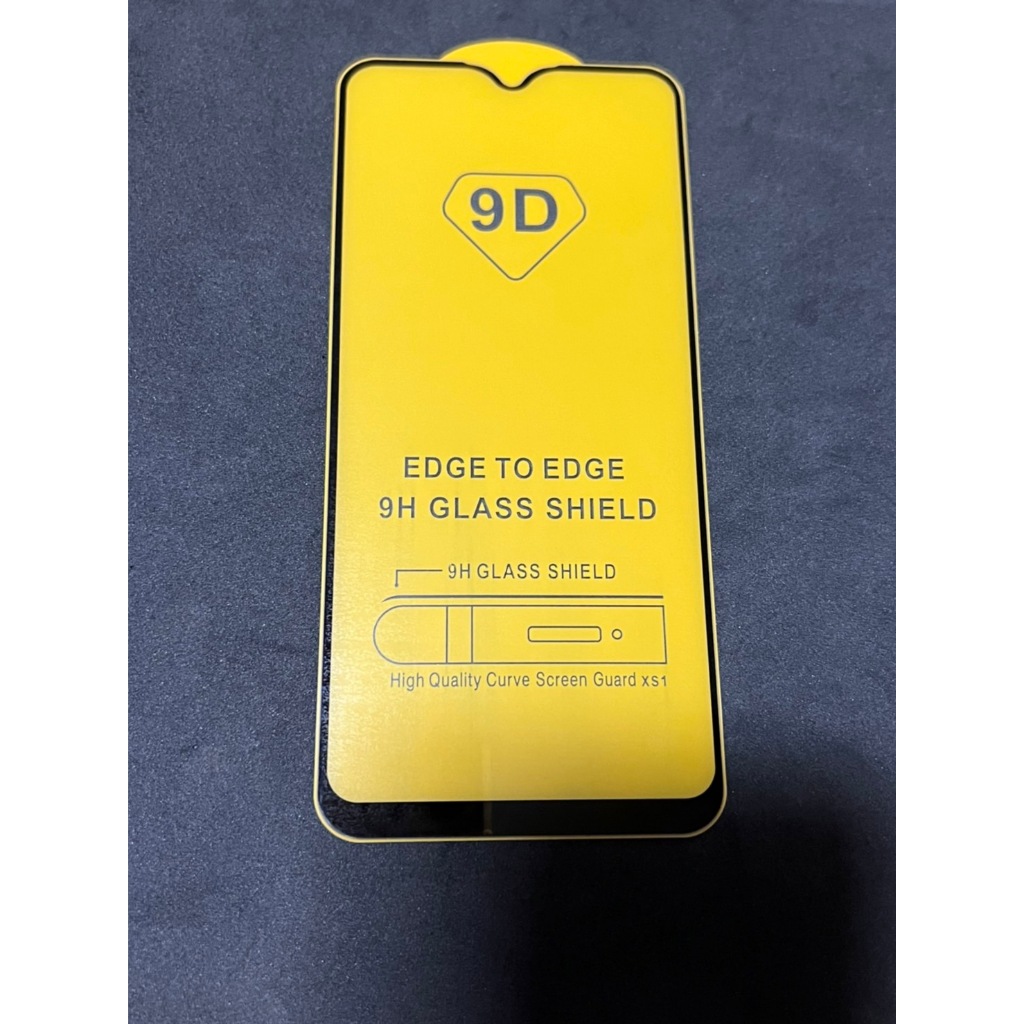 9D
EDGE TO EDGE
9H GLASS SHIELD
9H GLASS SHIELD
High Quality Curve Screen Guard XS1